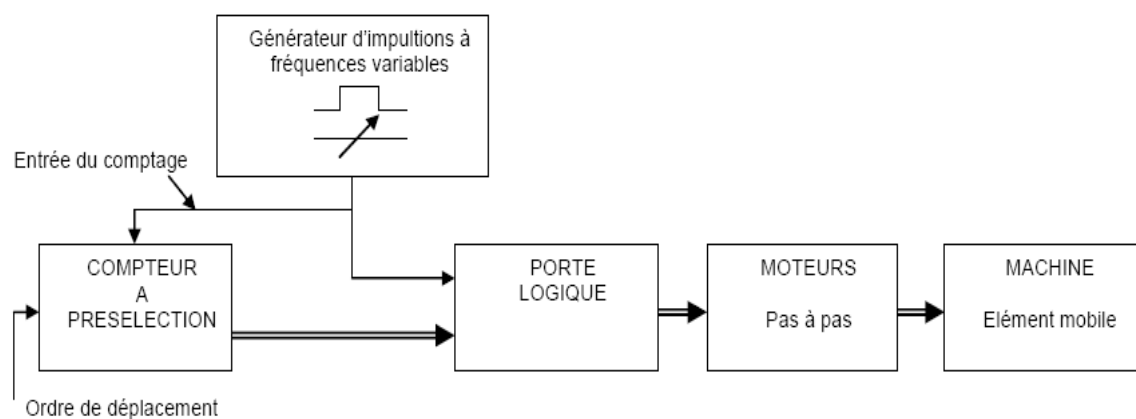 Générateur d'impultions à
fréquences variables
Entrée du comptage
COMPTEUR
A
PRESELECTION
PORTE
LOGIQUE
MOTEURS
Pas à pas
MACHINE
Elément mobile
Ordre de déplacement